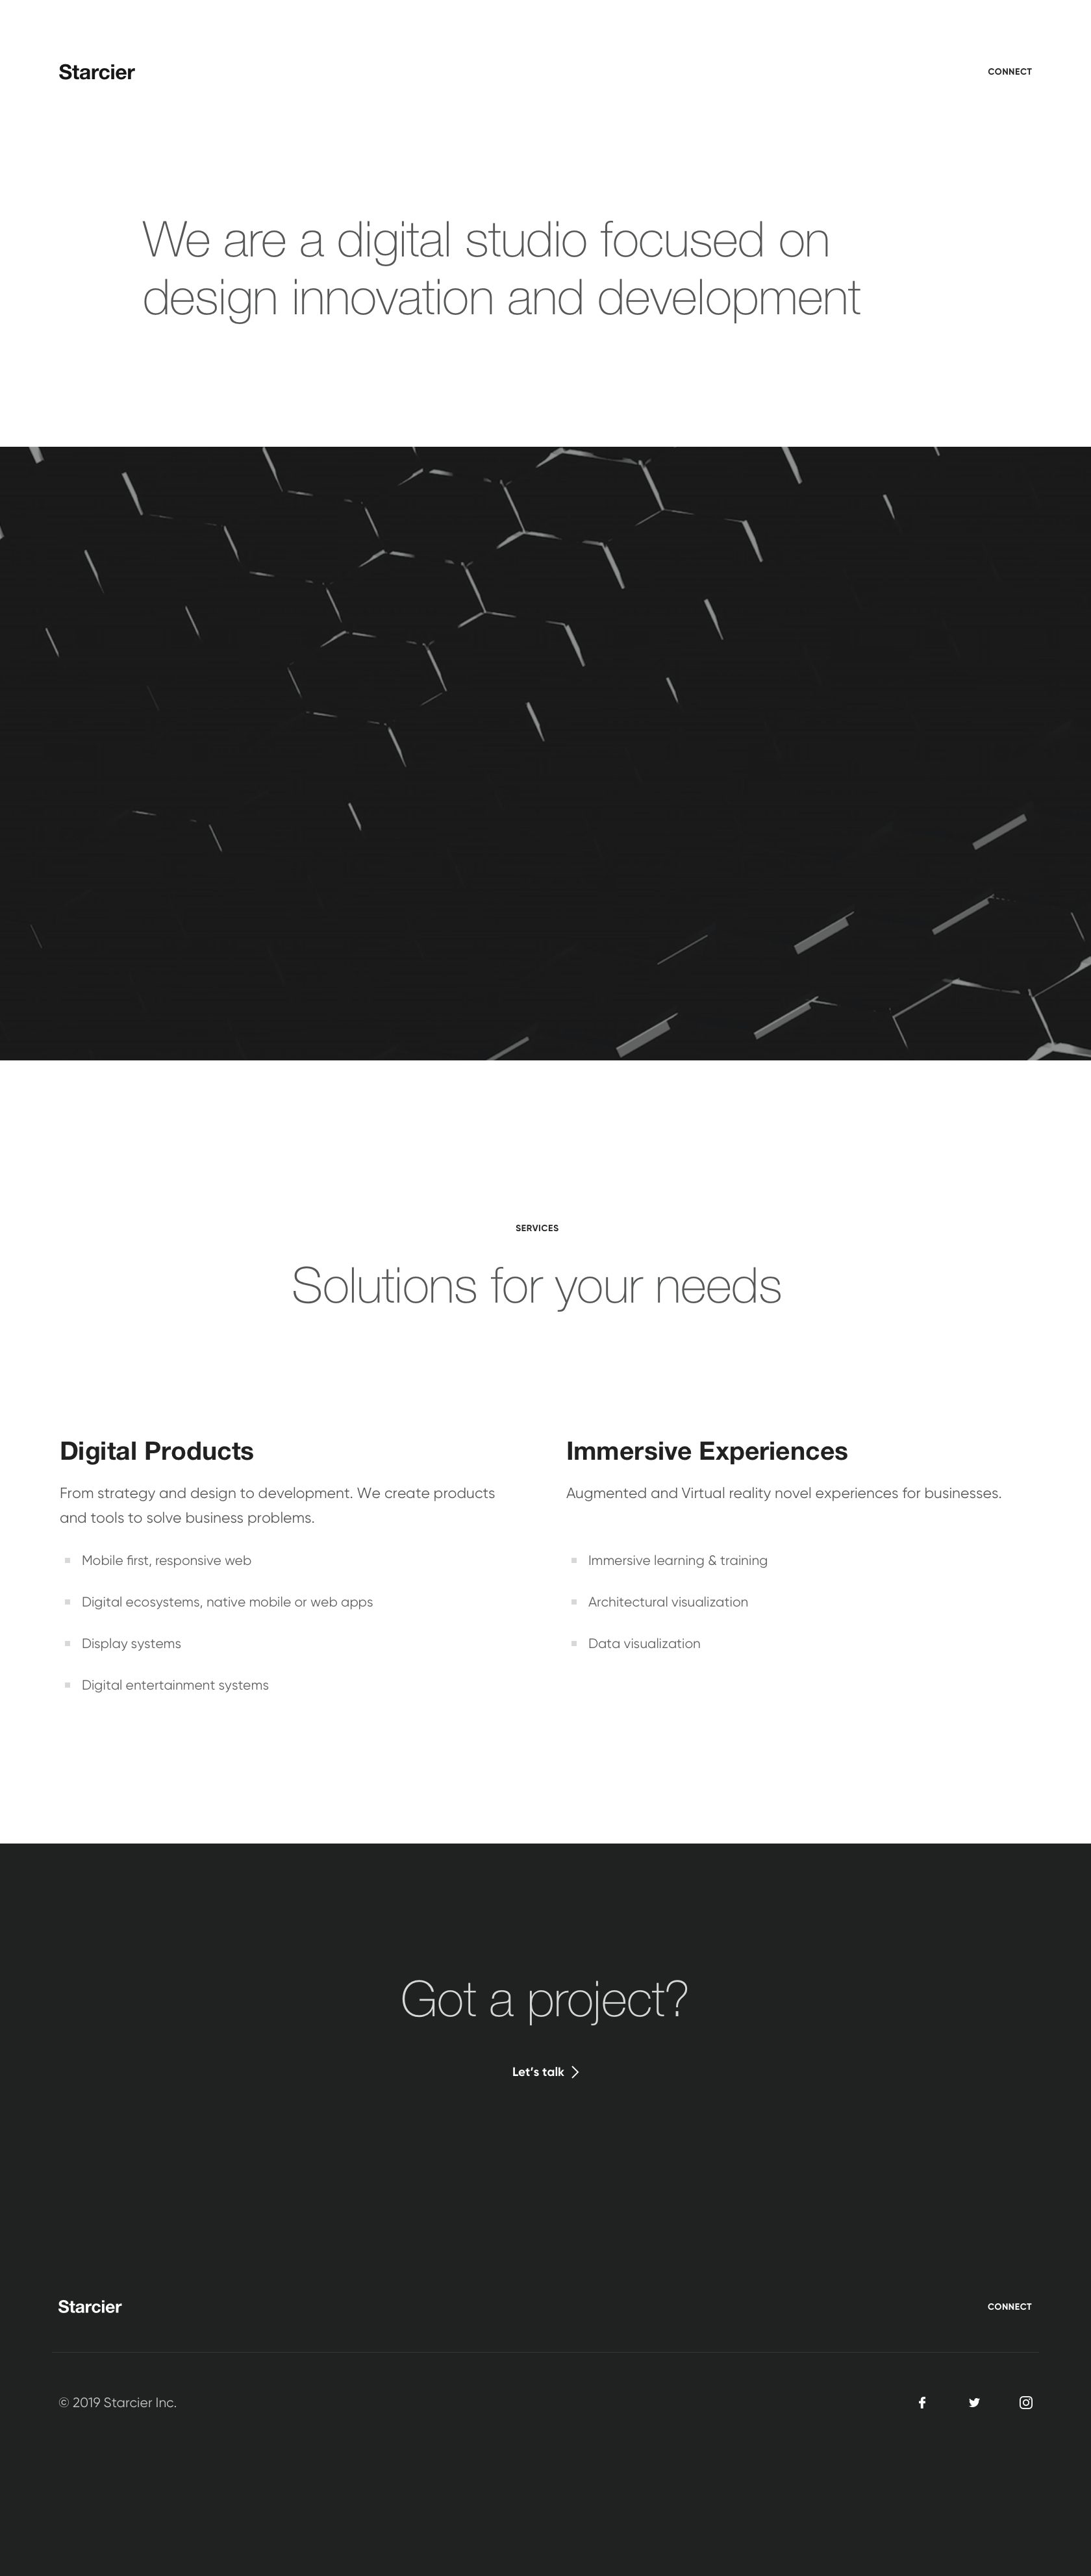 Starcier
CONNECT
We are a digital studio focused on
design innovation and development
SERVICES
Solutions for your needs
Digital Products
From strategy and design to development. We create products
and tools to solve business problems.
Mobile first, responsive web
Digital ecosystems, native mobile or web apps
Display systems
Digital entertainment systems
Immersive Experiences
Augmented and Virtual reality novel experiences for businesses.
Immersive learning & training
Architectural visualization
Data visualization
Got a project?
Let's talk
Starcier
CONNECT
© 2019 Starcier Inc.